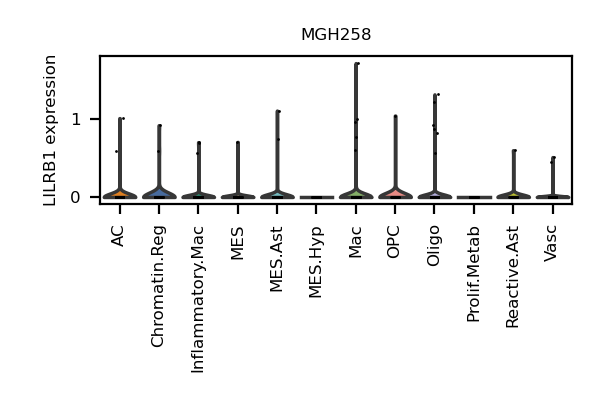 MGH258
LILRB1 expression
1
0
AC
Chromatin.Reg
Inflammatory.Mac
MES
MES.Ast
MES.Hyp
Mac
OPC
Oligo
Prolif.Metab
Reactive.Ast
Vasc